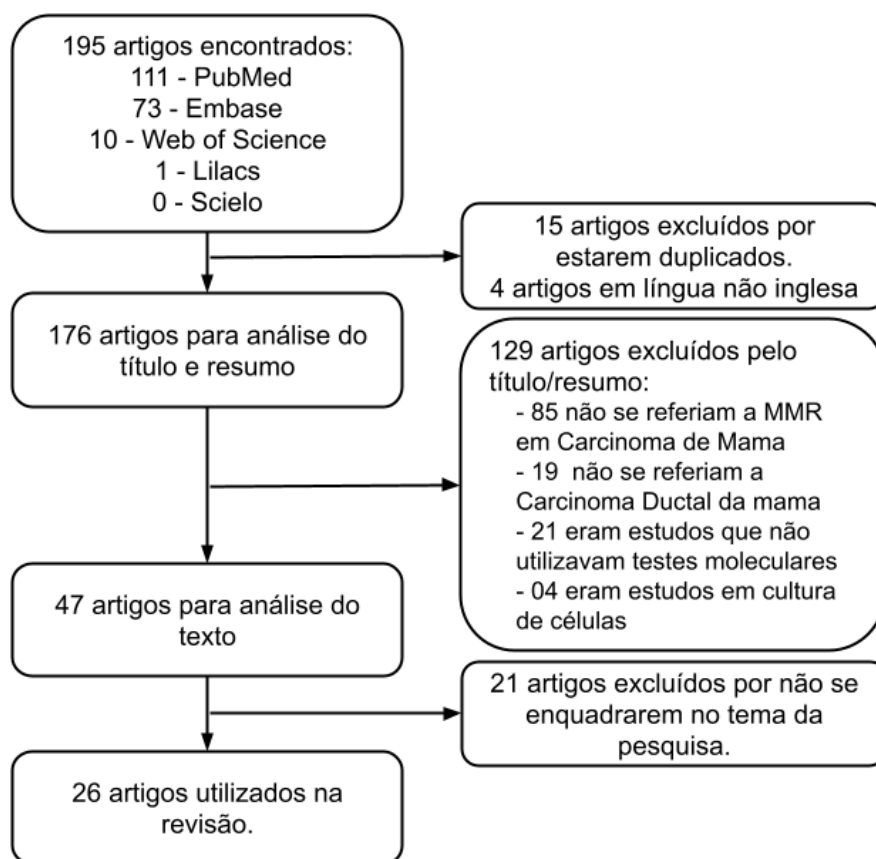 195 artigos encontrados:
111 - PubMed
73 - Embase
10 - Web of Science
1 - Lilacs
0 - Scielo
15 artigos excluídos por
estarem duplicados.
4 artigos em língua não inglesa
176 artigos para análise do
título e resumo
129 artigos excluídos pelo
título/resumo:
- 85 não se referiam a MMR
em Carcinoma de Mama
- 19 não se referiam a
Carcinoma Ductal da mama
- 21 eram estudos que não
utilizavam testes moleculares
- 04 eram estudos em cultura
de células
47 artigos para análise do
texto
21 artigos excluídos por não se
enquadrarem no tema da
pesquisa.
26 artigos utilizados na
revisão.